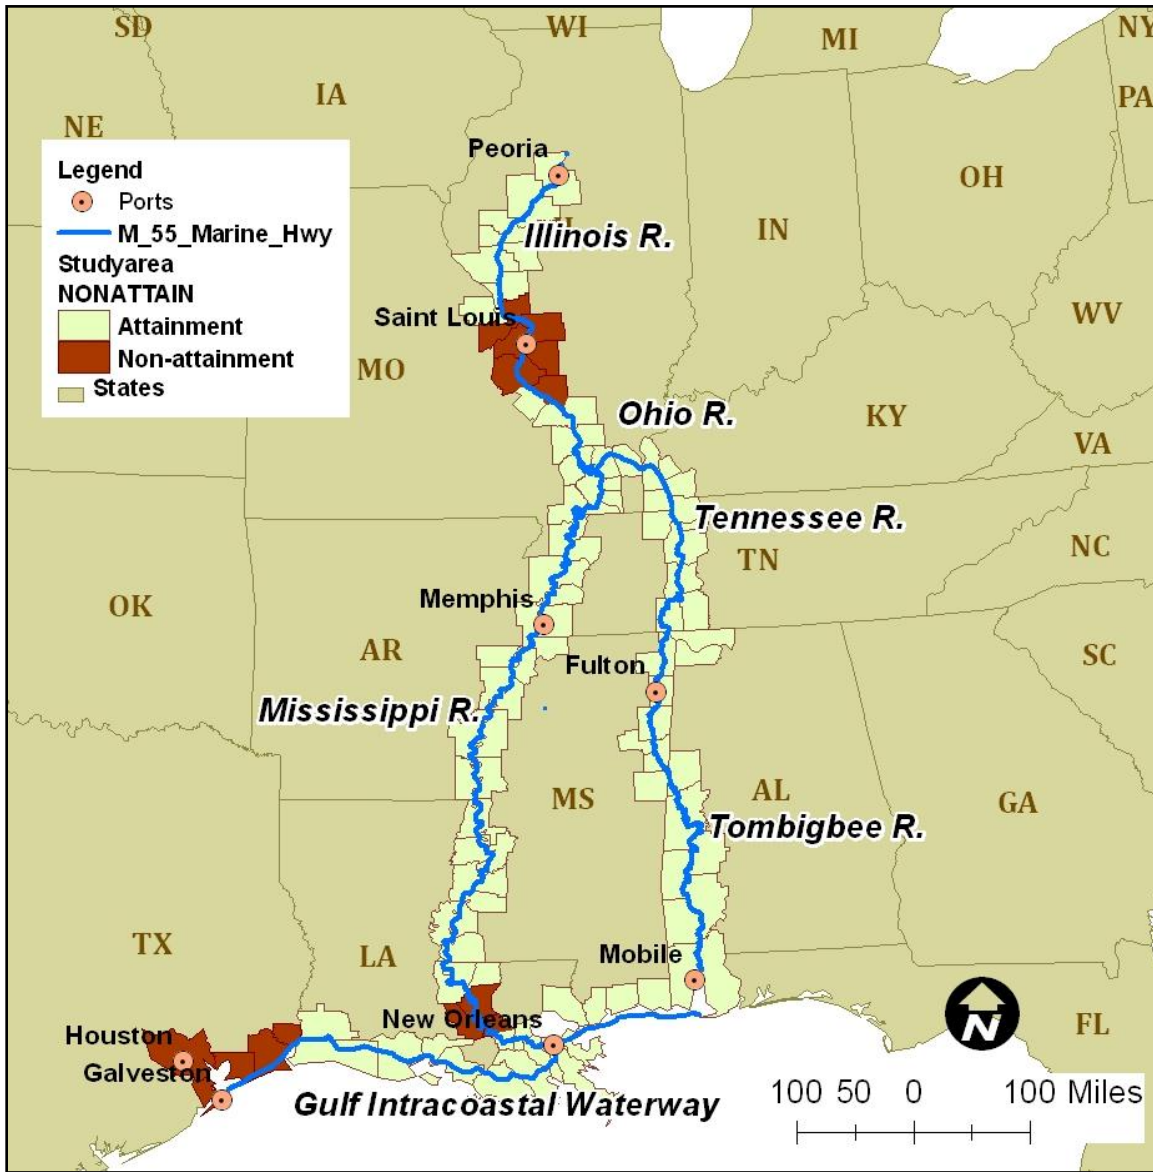 SD
WI
MI
NY
IA
PA
NE
Peoria
OH
Legend
Ports
M_55_Marine_Hwy
Studyarea
NONATTAIN
Attainment
Non-attainment
States
IL
Illinois R.
IN
WV
Saint Louis
MO
Ohio R.
KY
VA
Tennessee R.
TN
NC
OK
Memphis
AR
Fulton
SC
Mississippi R.
MS
AL
GA
Tombigbee R.
TX
LA
Mobile
New Orleans
N
FL
Houston
Galveston
Gulf Intracoastal Waterway
100 50 0 100 Miles